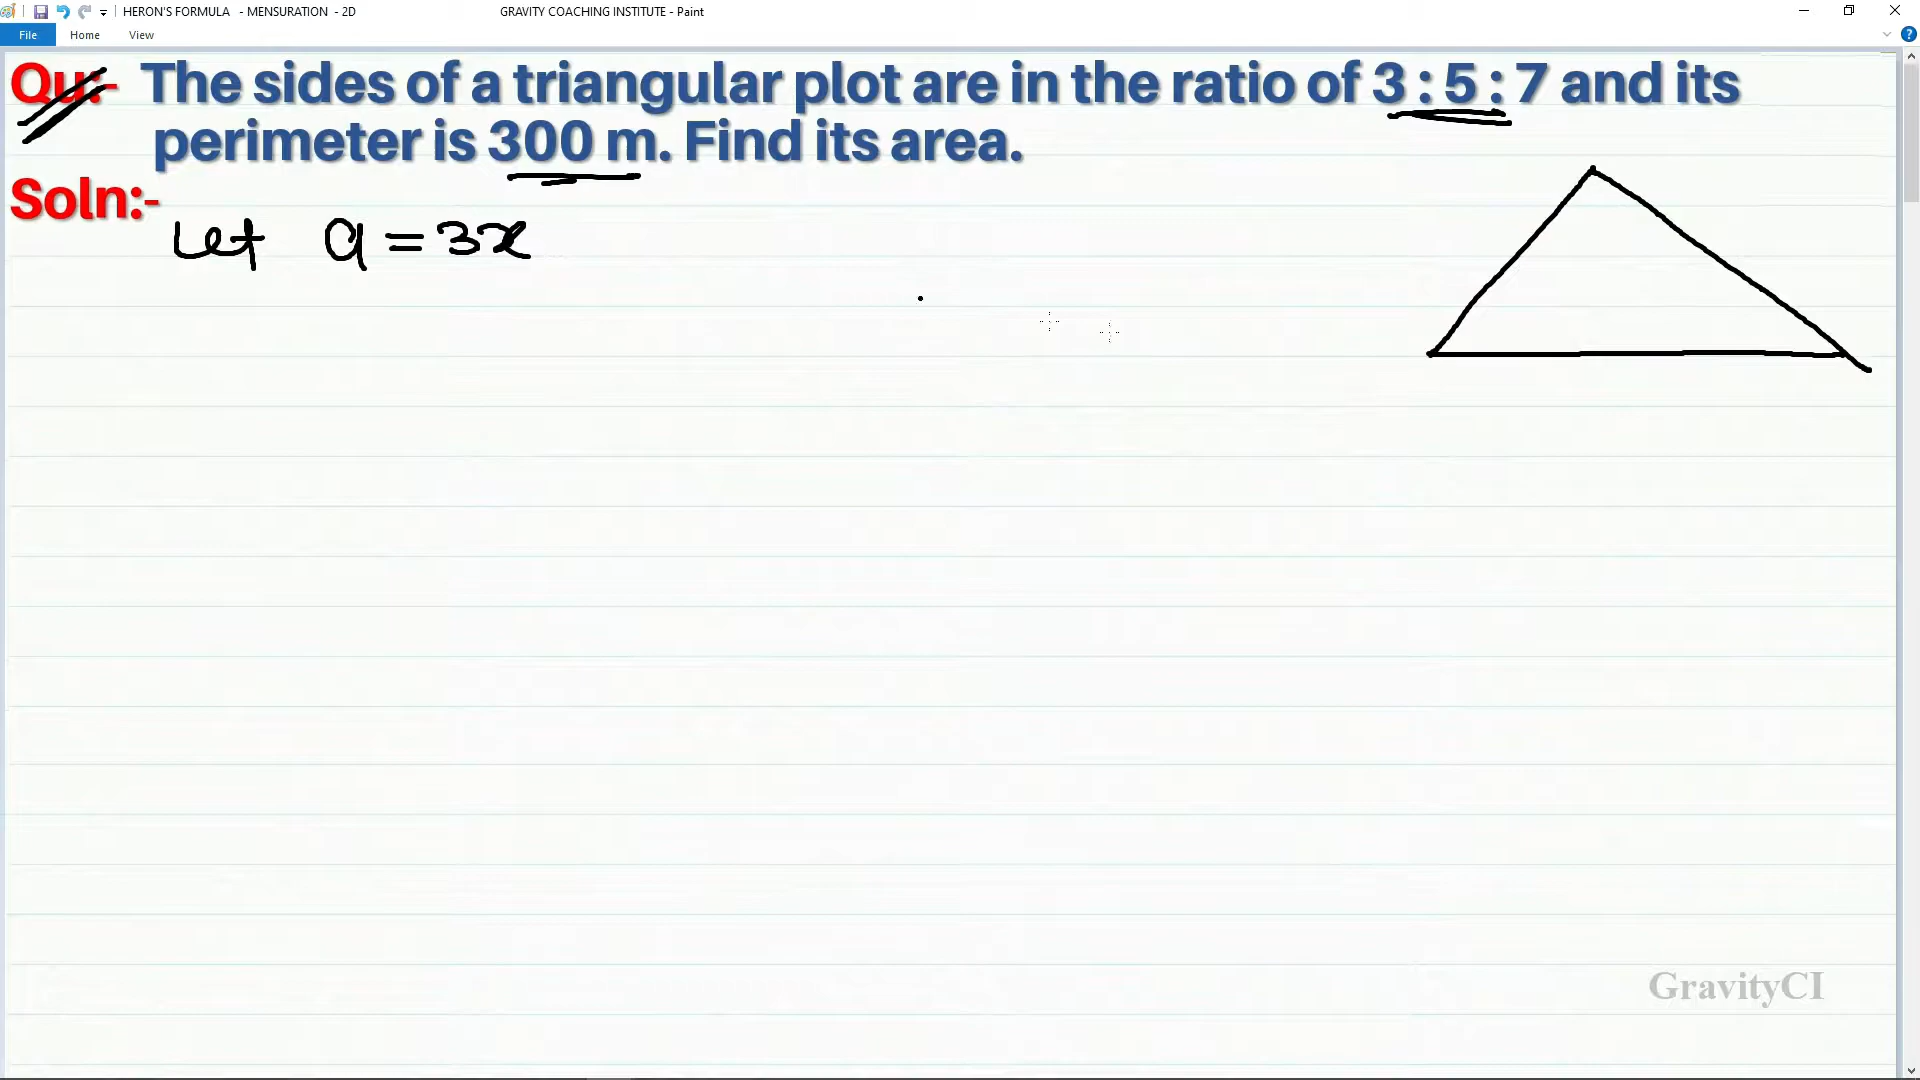 HERON'S FORMULA - MENSURATION - 2D GRAVITY COACHING INSTITUTE - Paint
File Home View
Qu:- The sides of a triangular plot are in the ratio of 3 : 5 : 7 and its
perimeter is 300 m. Find its area.
Soln:-
Let a = 3x
GravityCI